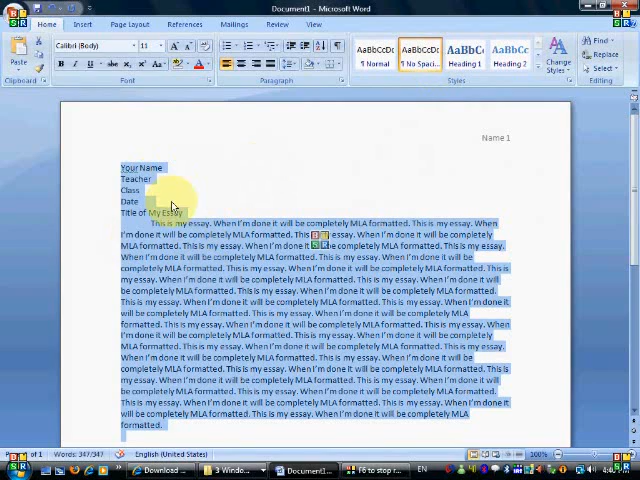 Document1 - Microsoft Word
Home Insert Page Layout References Mailings Review View
Paste
Calibri (Body) 11
AaBbCcDc AaBbCcDc AaBbCc AaBbCc
¶ Normal ¶ No Spaci... Heading 1 Heading 2
Change Styles
Find
Replace
Select
Clipboard Font Paragraph Styles Editing
Name 1
Your Name
Teacher
Class
Date
Title of My Essay
This is my essay. When I'm done it will be completely MLA formatted. This is my essay. When
I'm done it will be completely MLA formatted. This essay. When I'm done it will be completely
MLA formatted. This is my essay. When I'm done it be completely MLA formatted. This is my essay.
When I'm done it will be completely MLA formatted. This is my essay. When I'm done it will be
completely MLA formatted. This is my essay. When I'm done it will be completely MLA formatted. This is
my essay. When I'm done it will be completely MLA formatted. This is my essay. When I'm done it will
be completely MLA formatted. This is my essay. When I'm done it will be completely MLA formatted.
This is my essay. When I'm done it will be completely MLA formatted. This is my essay. When I'm done it
will be completely MLA formatted. This is my essay. When I'm done it will be completely MLA
formatted. This is my essay. When I'm done it will be completely MLA formatted. This is my essay. When
I'm done it will be completely MLA formatted. This is my essay. When I'm done it will be completely
MLA formatted. This is my essay. When I'm done it will be completely MLA formatted. This is my essay.
When I'm done it will be completely MLA formatted. This is my essay. When I'm done it will be
completely MLA formatted. This is my essay. When I'm done it will be completely MLA formatted. This is
my essay. When I'm done it will be completely MLA formatted. This is my essay. When I'm done it will
be completely MLA formatted. This is my essay. When I'm done it will be completely MLA formatted.
This is my essay. When I'm done it will be completely MLA formatted. This is my essay. When I'm done it
will be completely MLA formatted. This is my essay. When I'm done it will be completely MLA
formatted.
of 1 Words: 347/347 English (United States) 100%
Download ... 3 Window... Document1... F6 to stop r... EN